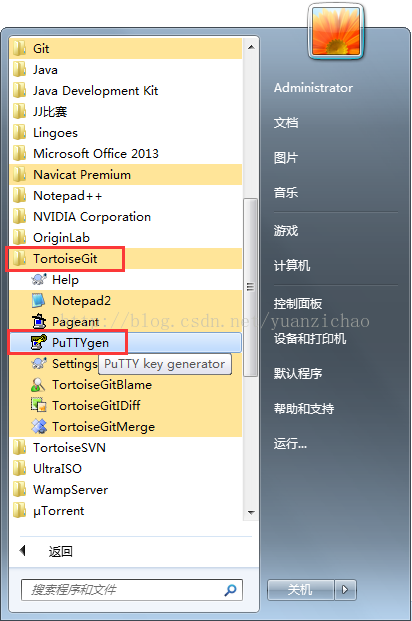 Git
Java
Java Development Kit
JJ比赛
Lingoes
Microsoft Office 2013
Navicat Premium
Notepad++
NVIDIA Corporation
OriginLab
TortoiseGit
Help
Notepad2
Pageant
PuTTYgen
Settings
PuTTY key generator
TortoiseGitBlame
TortoiseGitIDiff
TortoiseGitMerge
TortoiseSVN
UltraISO
WampServer
µTorrent
返回
搜索程序和文件
Administrator
文档
图片
音乐
游戏
计算机
控制面板
设备和打印机
默认程序
帮助和支持
运行...
关机
http://blog.csdn.net/yuanzichao